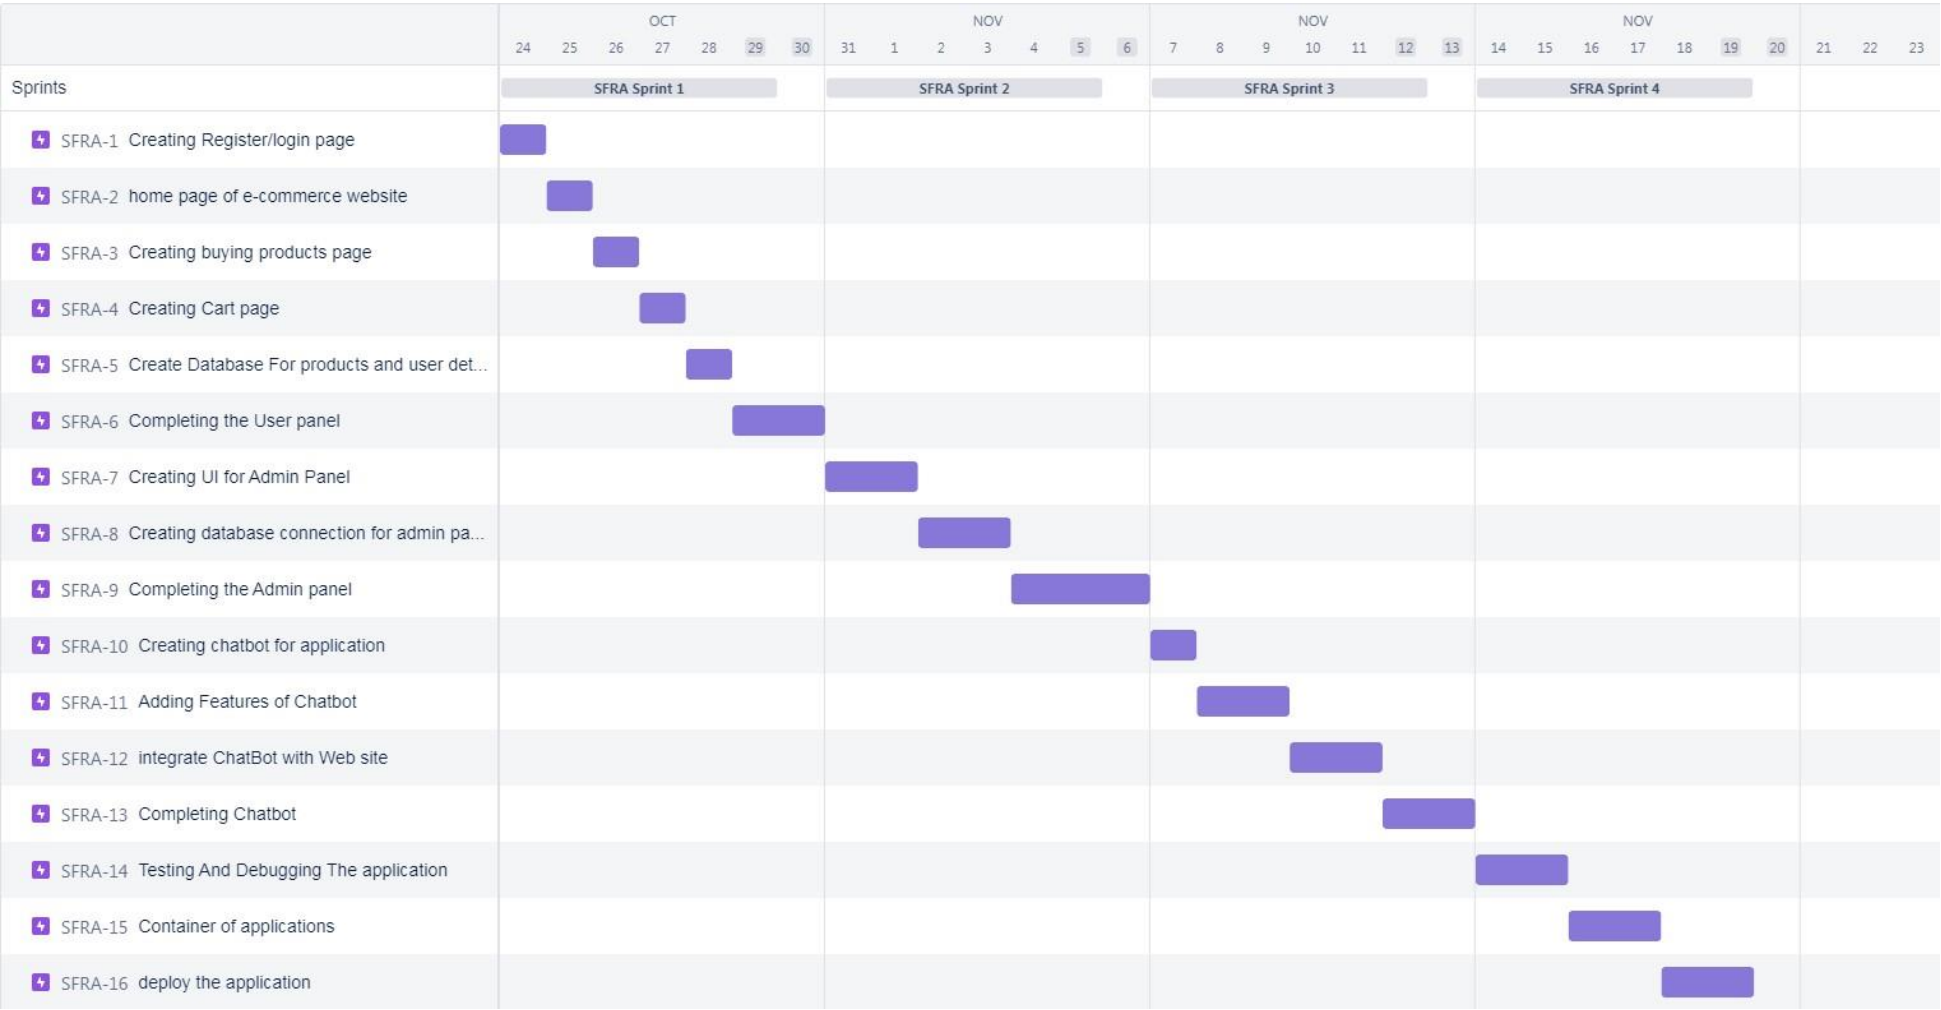 OCT NOV NOV NOV
24 25 26 27 28 29 30 31 1 2 3 4 5 6 7 8 9 10 11 12 13 14 15 16 17 18 19 20 21 22 23
Sprints SFRA Sprint 1 SFRA Sprint 2 SFRA Sprint 3 SFRA Sprint 4
SFRA-1 Creating Register/login page
SFRA-2 home page of e-commerce website
SFRA-3 Creating buying products page
SFRA-4 Creating Cart page
SFRA-5 Create Database For products and user det...
SFRA-6 Completing the User panel
SFRA-7 Creating UI for Admin Panel
SFRA-8 Creating database connection for admin pa...
SFRA-9 Completing the Admin panel
SFRA-10 Creating chatbot for application
SFRA-11 Adding Features of Chatbot
SFRA-12 integrate ChatBot with Web site
SFRA-13 Completing Chatbot
SFRA-14 Testing And Debugging The application
SFRA-15 Container of applications
SFRA-16 deploy the application